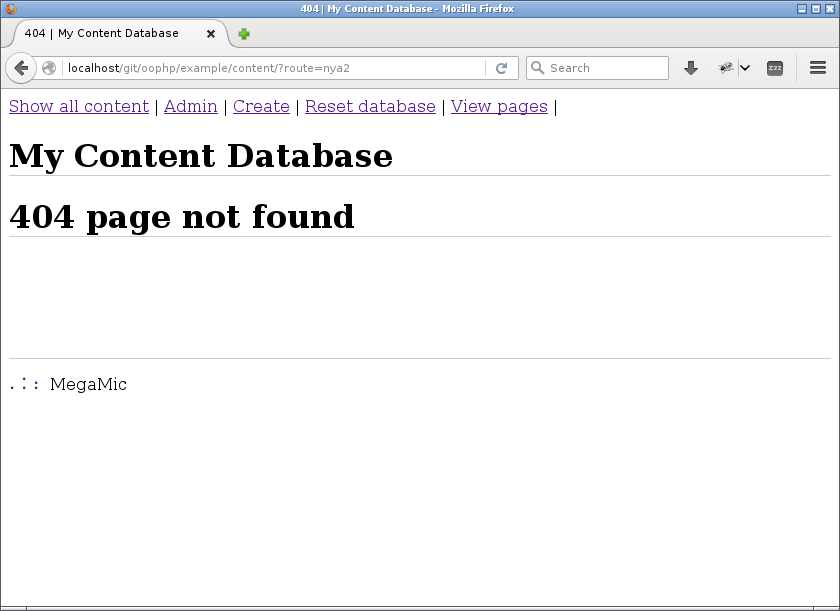 404 | My Content Database - Mozilla Firefox
404 | My Content Database
localhost/git/oophp/example/content/?route=nya2
Search
zzz
Show all content | Admin | Create | Reset database | View pages |
My Content Database
404 page not found
.:: MegaMic